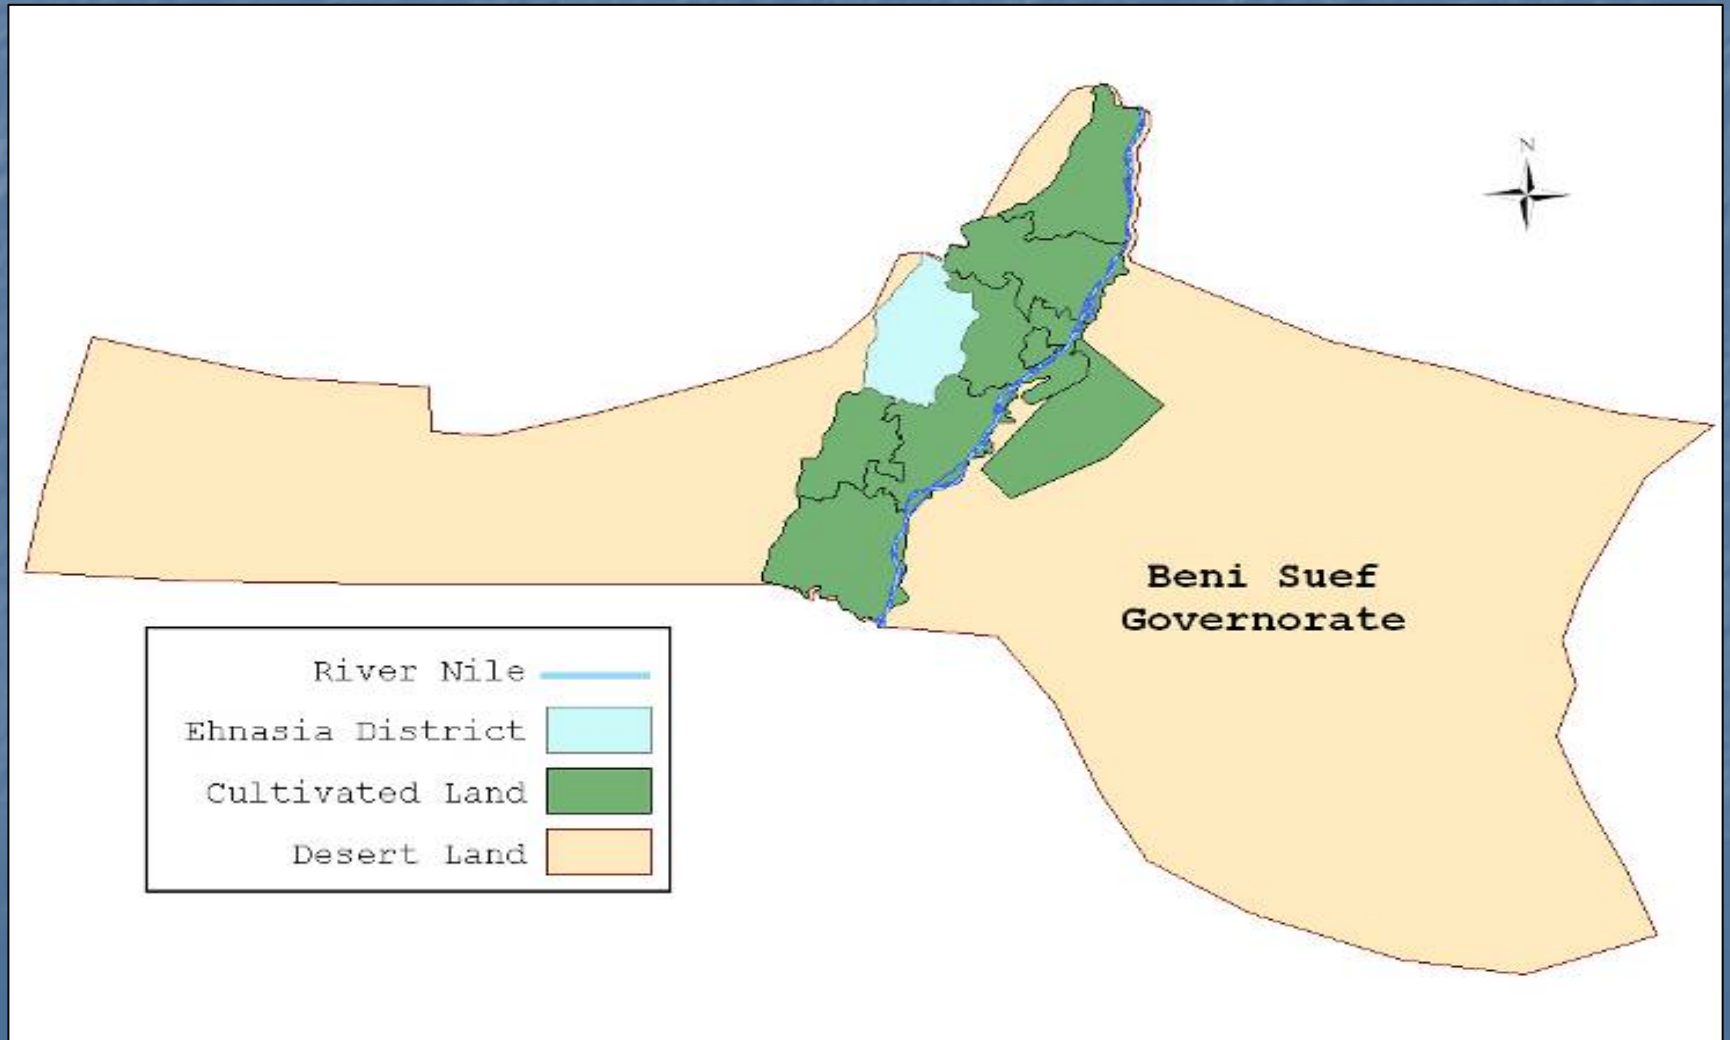 N
Beni Suef
Governorate
River Nile
Ehnasia District
Cultivated Land
Desert Land